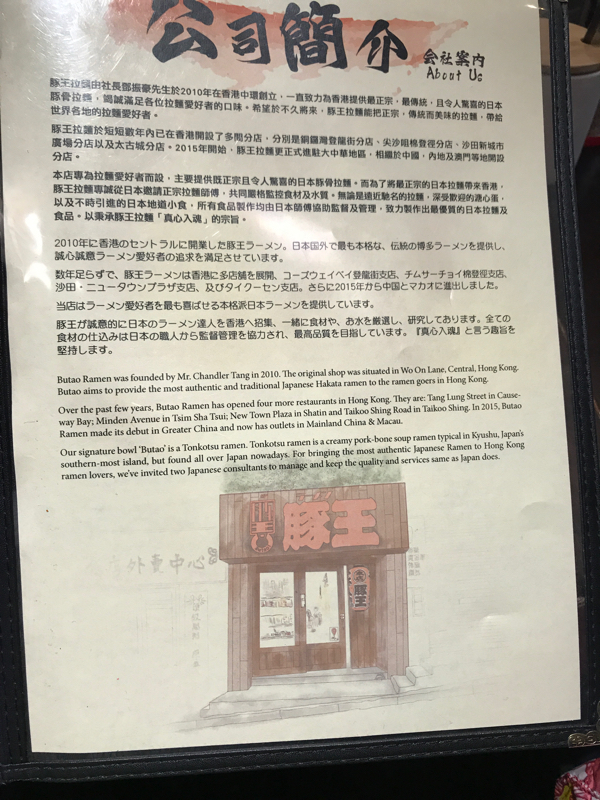 公司簡介
会社案内
About Us
豚王拉麵由社長鄧振豪先生於2010年在香港中環創立，一直致力為香港提供最正宗，最傳統，且令人驚喜的日本
豚骨拉麵，竭誠滿足各位拉麵愛好者的口味。希望於不久將來，豚王拉麵能把正宗，傳統而美味的拉麵，帶給
世界各地的拉麵愛好者。
豚王拉麵於短短數年內已在香港開設了多間分店，分別是銅鑼灣登龍街分店、尖沙咀棉登徑分店、沙田新城市
廣場分店以及太古城分店。2015年開始，豚王拉麵更正式進駐大中華地區，相繼於中國，內地及澳門等地開設
分店。
本店專為拉麵愛好者而設，主要提供既正宗且令人驚喜的日本豚骨拉麵。而為了將最正宗的日本拉麵帶來香港，
豚王拉麵專誠從日本邀請正宗拉麵師傅，共同嚴格監控食材及水質。無論是遠近馳名的拉麵，深受歡迎的溏心蛋，
以及不時引進的日本地道小食，所有食品製作均由日本師傅協助監督及管理，致力製作出最優質的日本拉麵及
食品。以秉承豚王拉麵「真心入魂」的宗旨。
2010年に香港のセントラルに開業した豚王ラーメン。日本国外で最も本格な、伝統の博多ラーメンを提供し、
誠心誠意ラーメン愛好者の追求を満足させています。
数年足らずで、豚王ラーメンは香港に多店舗を展開、コーズウェイベイ登龍街支店、チムサーチョイ棉登徑支店、
沙田・ニュータウンプラザ支店、及びタイクーセン支店。さらに2015年から中国とマカオに進出しました。
当店はラーメン愛好者を最も喜ばせる本格派日本ラーメンを提供しています。
豚王が誠意的に日本のラーメン達人を香港へ招集、一緒に食材や、お水を厳選し、研究しております。全ての
食材の仕込みは日本の職人から監督管理を協力され、最高品質を目指しています。『真心入魂』と言う趣旨を
堅持します。
Butao Ramen was founded by Mr. Chandler Tang in 2010. The original shop was situated in Wo On Lane, Central, Hong Kong.
Butao aims to provide the most authentic and traditional Japanese Hakata ramen to the ramen goers in Hong Kong.
Over the past few years, Butao Ramen has opened four more restaurants in Hong Kong. They are: Tang Lung Street in Cause-
way Bay; Minden Avenue in Tsim Sha Tsui; New Town Plaza in Shatin and Taikoo Shing Road in Taikoo Shing. In 2015, Butao
Ramen made its debut in Greater China and now has outlets in Mainland China & Macau.
Our signature bowl 'Butao' is a Tonkotsu ramen. Tonkotsu ramen is a creamy pork-bone soup ramen typical in Kyushu, Japan's
southern-most island, but found all over Japan nowadays. For bringing the most authentic Japanese Ramen to Hong Kong
ramen lovers, we've invited two Japanese consultants to manage and keep the quality and services same as Japan does.
豚王
豚王
外賣中心